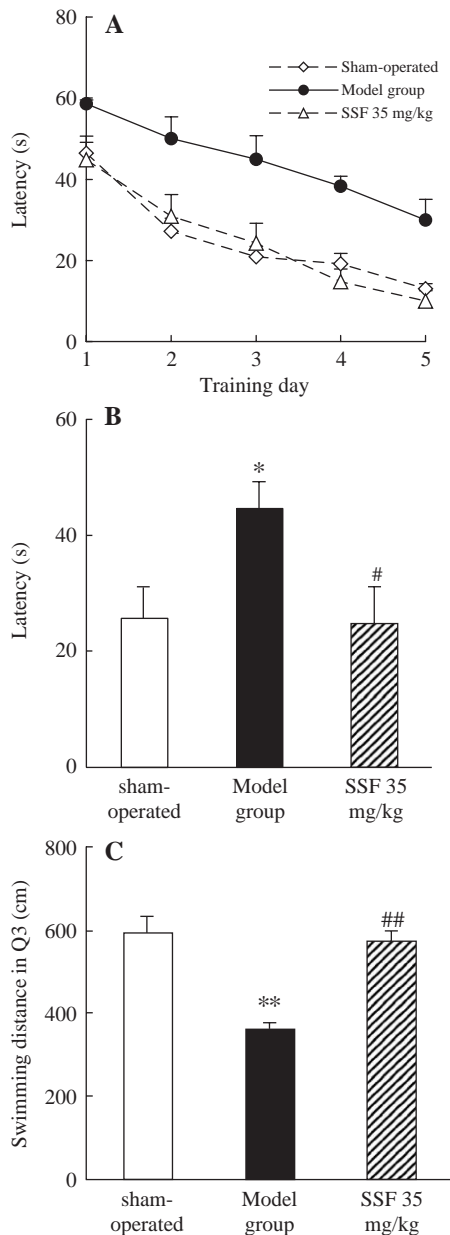 A
80
60
40
20
0
Latency (s)
Sham-operated
Model group
SSF 35 mg/kg
1 2 3 4 5
Training day
B
60
40
20
0
Latency (s)
*
#
sham-
operated
Model
group
SSF 35
mg/kg
C
800
600
400
200
0
Swimming distance in Q3 (cm)
**
##
sham-
operated
Model
group
SSF 35
mg/kg